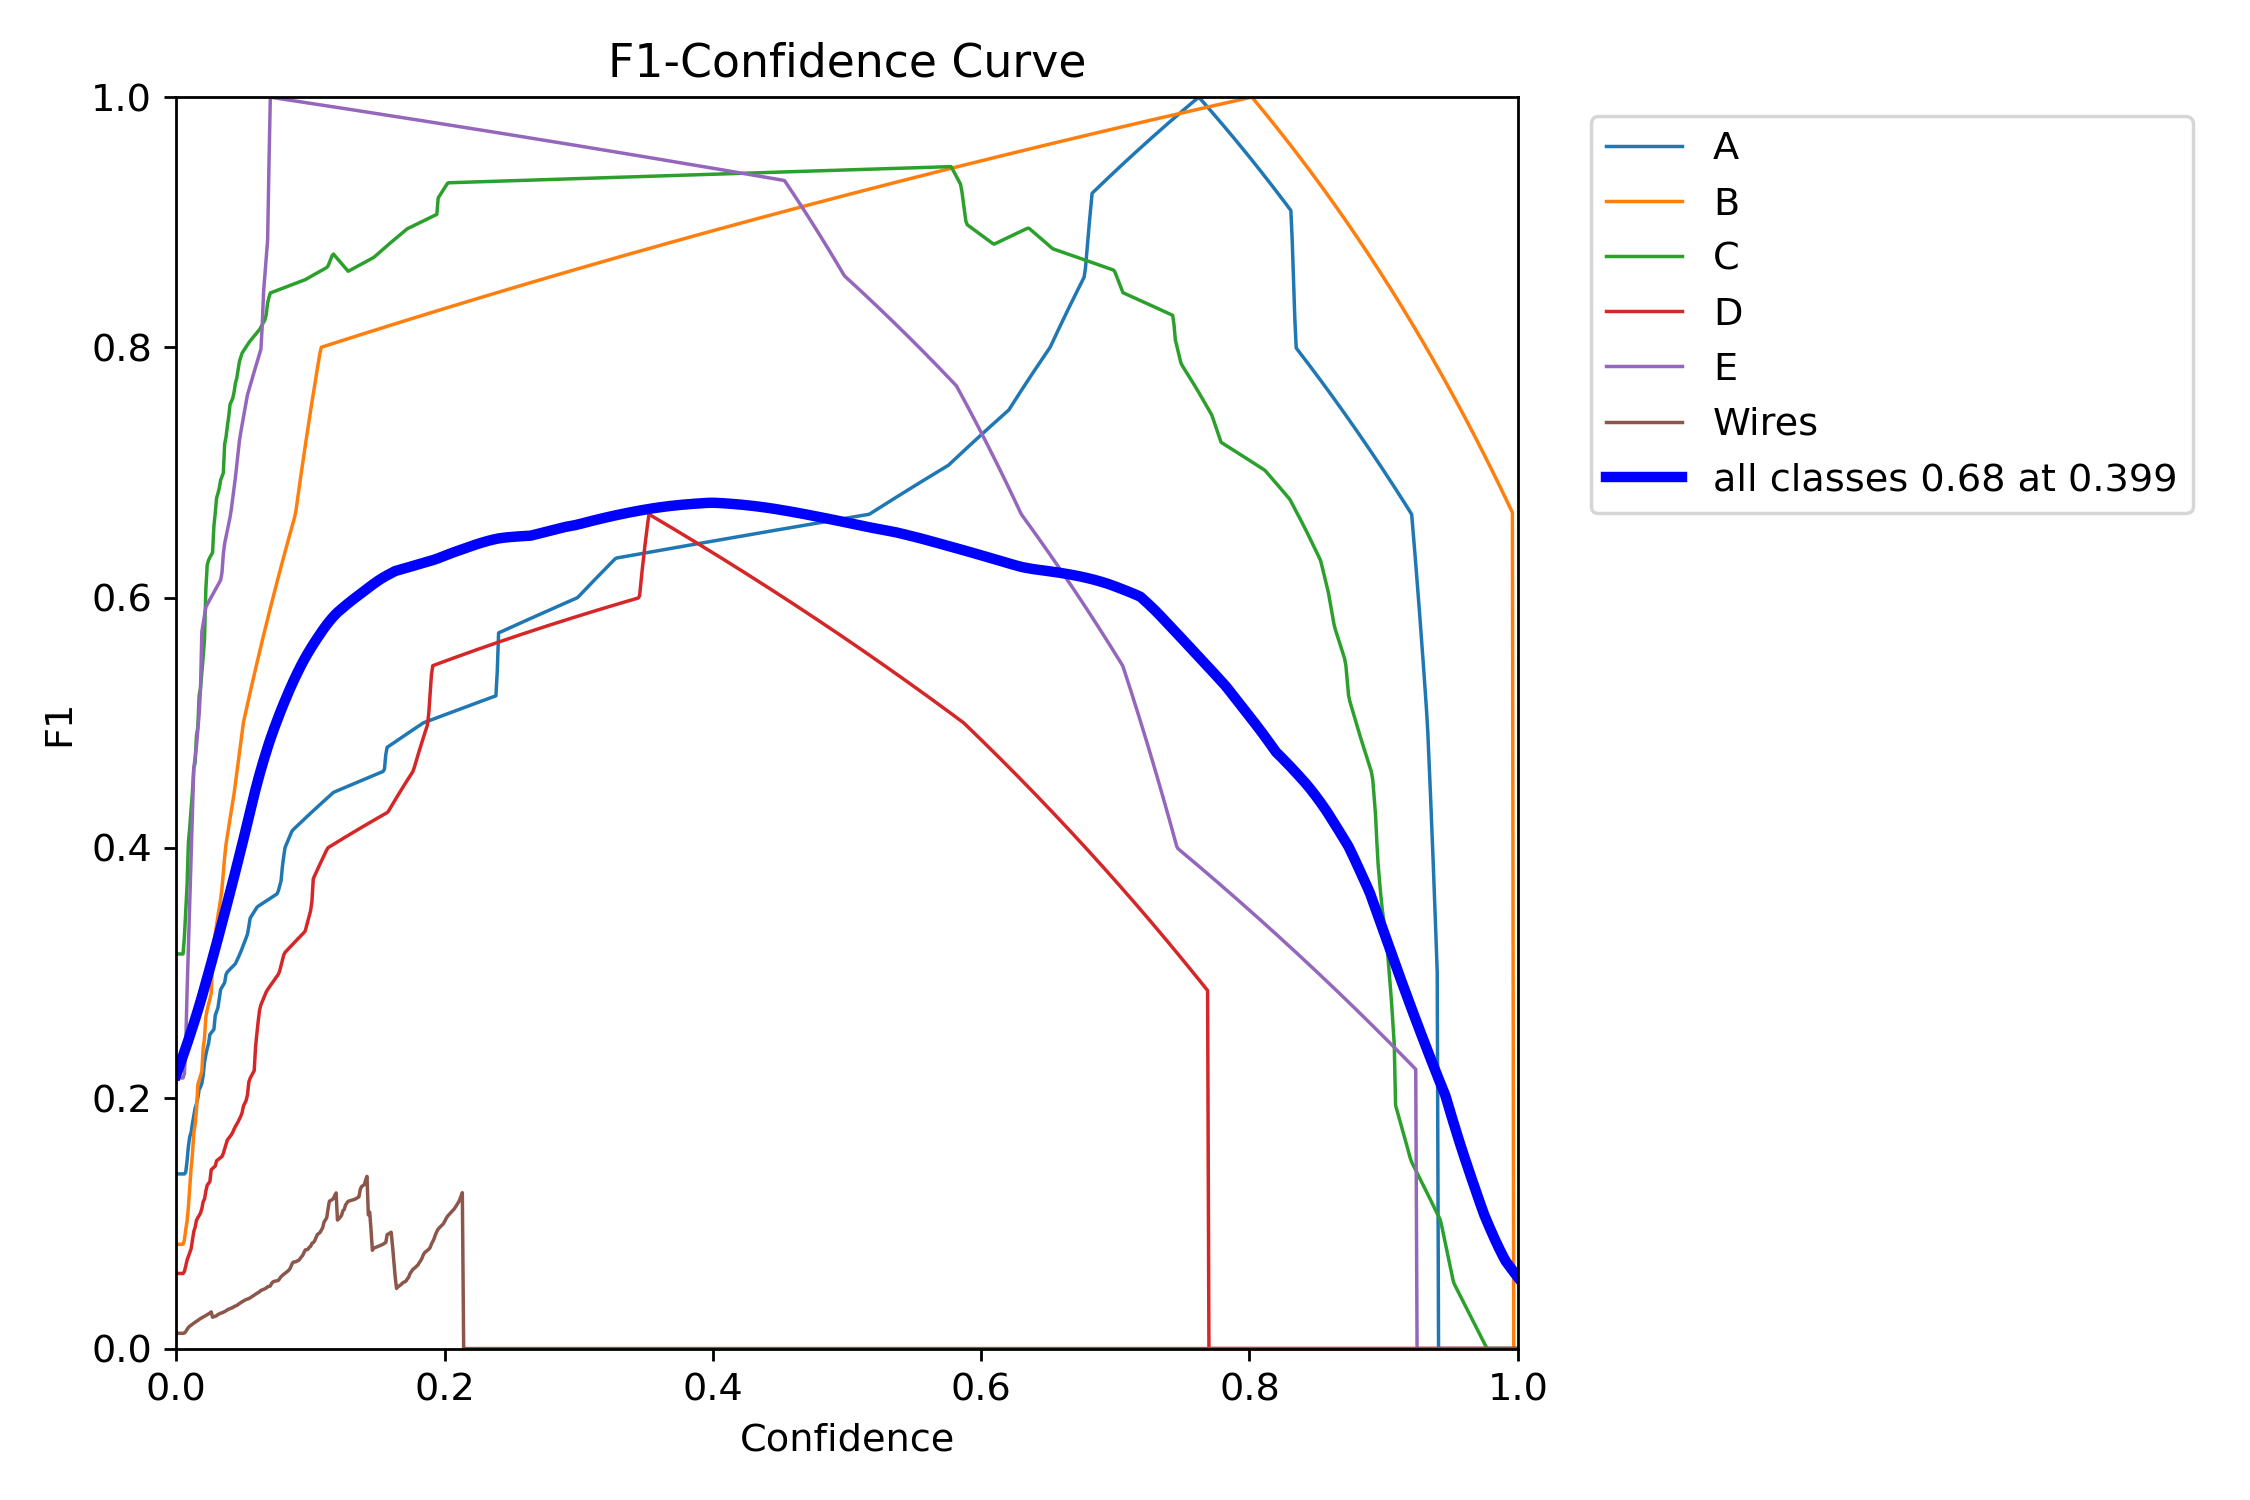 F1-Confidence Curve
1.0
0.8
0.6
0.4
0.2
0.0
F1
0.0 0.2 0.4 0.6 0.8 1.0
Confidence
A
B
C
D
E
Wires
all classes 0.68 at 0.399